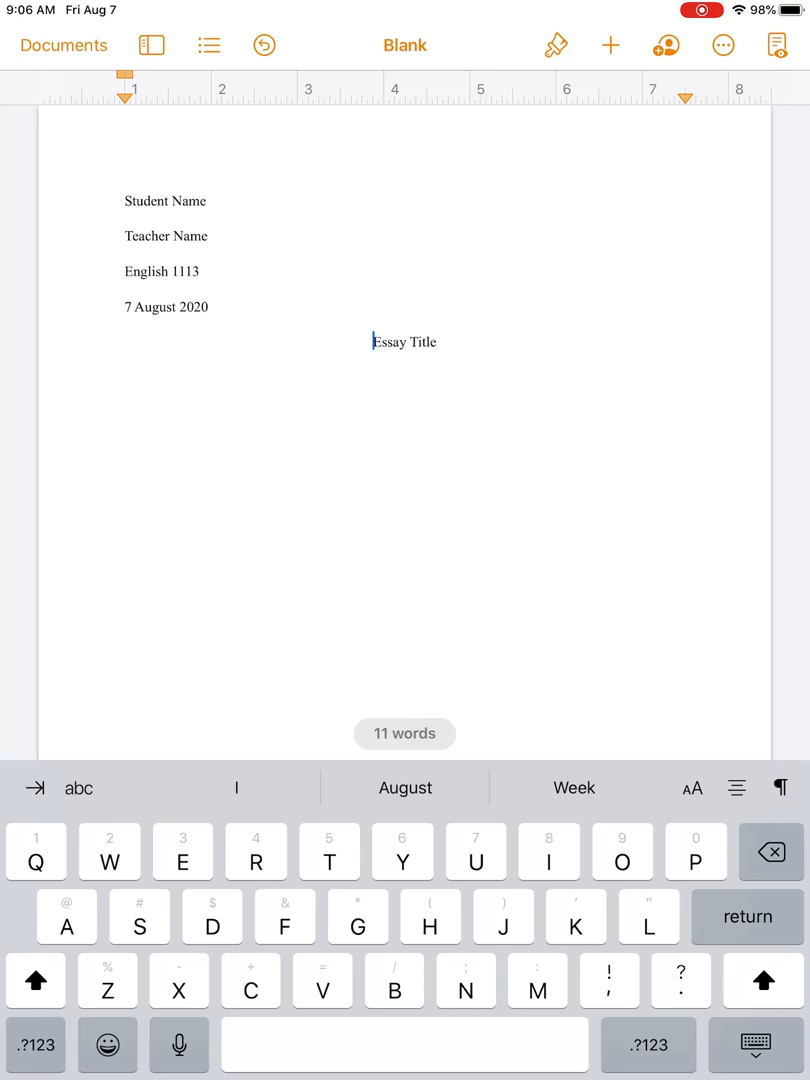 9:06 AM Fri Aug 7 98%
Documents Blank
1 2 3 4 5 6 7 8
Student Name
Teacher Name
English 1113
7 August 2020
Essay Title
11 words
abc I August Week AA
1 2 3 4 5 6 7 8 9 0
Q W E R T Y U I O P
@ # $ & * ( ) ' "
A S D F G H J K L return
% - + = / ; : ! ?
Z X C V B N M , .
.?123 .?123